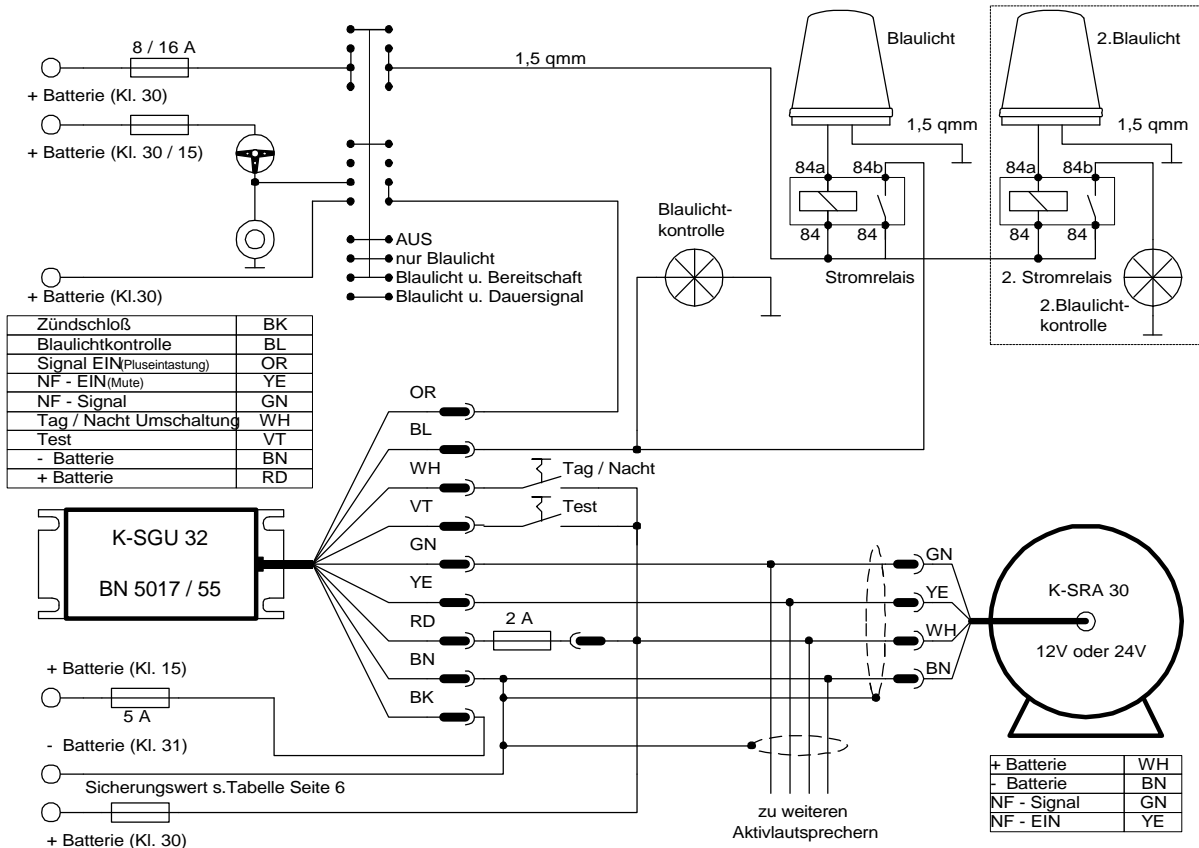 8 / 16 A
+ Batterie (Kl. 30)
+ Batterie (Kl. 30 / 15)
+ Batterie (Kl.30)
1,5 qmm
AUS
nur Blaulicht
Blaulicht u. Bereitschaft
Blaulicht u. Dauersignal
Blaulicht-
kontrolle
Blaulicht
1,5 qmm
84a
84b
84
84
Stromrelais
2.Blaulicht
1,5 qmm
84a
84b
84
84
2. Stromrelais
2.Blaulicht-
kontrolle
Zündschloß BK
Blaulichtkontrolle BL
Signal EIN(Pluseintastung) OR
NF - EIN(Mute) YE
NF - Signal GN
Tag / Nacht Umschaltung WH
Test VT
- Batterie BN
+ Batterie RD
K-SGU 32
BN 5017 / 55
OR
BL
WH
Tag / Nacht
VT
Test
GN
YE
RD
2 A
BN
BK
GN
YE
WH
BN
K-SRA 30
12V oder 24V
+ Batterie (Kl. 15)
5 A
- Batterie (Kl. 31)
Sicherungswert s.Tabelle Seite 6
+ Batterie (Kl. 30)
zu weiteren
Aktivlautsprechern
+ Batterie WH
- Batterie BN
NF - Signal GN
NF - EIN YE